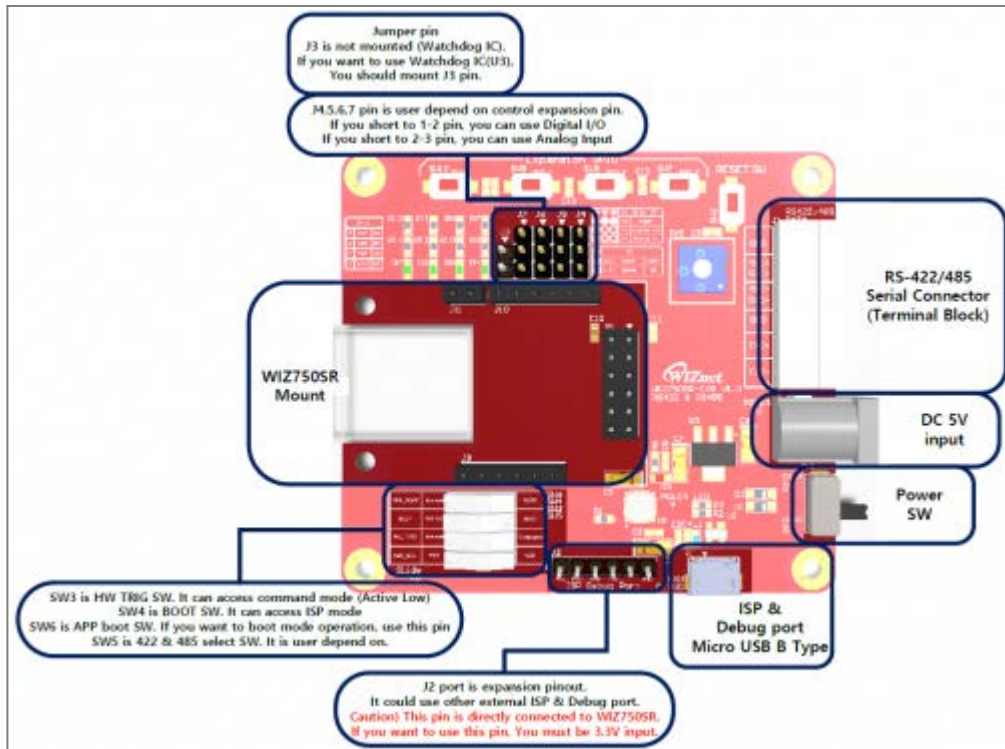 Jumper pin
J3 is not mounted (Watchdog IC).
If you want to use Watchdog IC(U3),
You should mount J3 pin.
J4,5,6,7 pin is user depend on control expansion pin.
If you short to 1-2 pin, you can use Digital I/O
If you short to 2-3 pin, you can use Analog Input
Expansion GPIO
RESET SW
RS422/485
RS-422/485
Serial Connector
(Terminal Block)
WIZ750SR
Mount
WIZnet
DC 5V
input
Power
SW
ISP Debug Port
SW3 is HW TRIG SW. It can access command mode (Active Low)
SW4 is BOOT SW. It can access ISP mode
SW6 is APP boot SW. If you want to boot mode operation, use this pin
SW5 is 422 & 485 select SW. It is user depend on.
ISP &
Debug port
Micro USB B Type
J2 port is expansion pinout.
It could use other external ISP & Debug port.
Caution) This pin is directly connected to WIZ750SR.
If you want to use this pin. You must be 3.3V input.